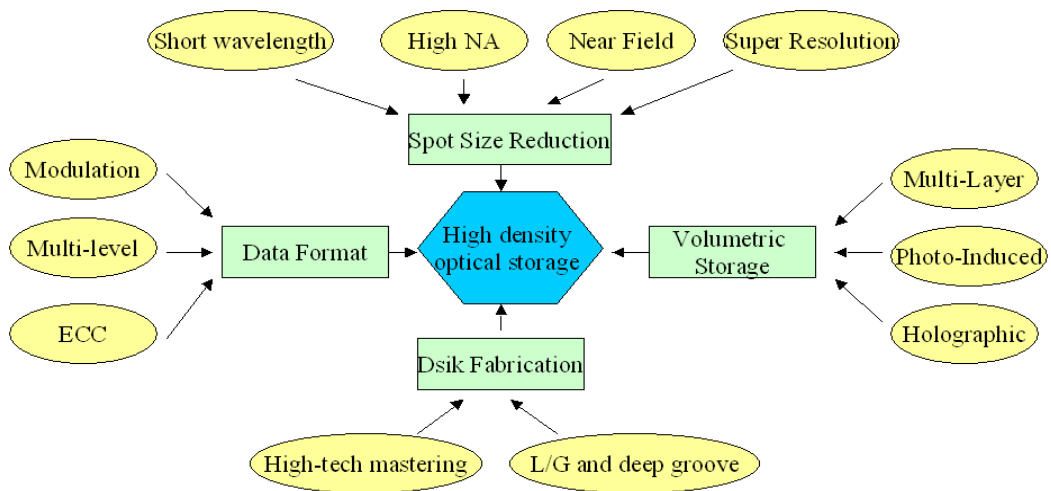 Short wavelength
High NA
Near Field
Super Resolution
Spot Size Reduction
Modulation
Multi-level
ECC
Data Format
High density
optical storage
Volumetric
Storage
Multi-Layer
Photo-Induced
Holographic
Dsik Fabrication
High-tech mastering
L/G and deep groove